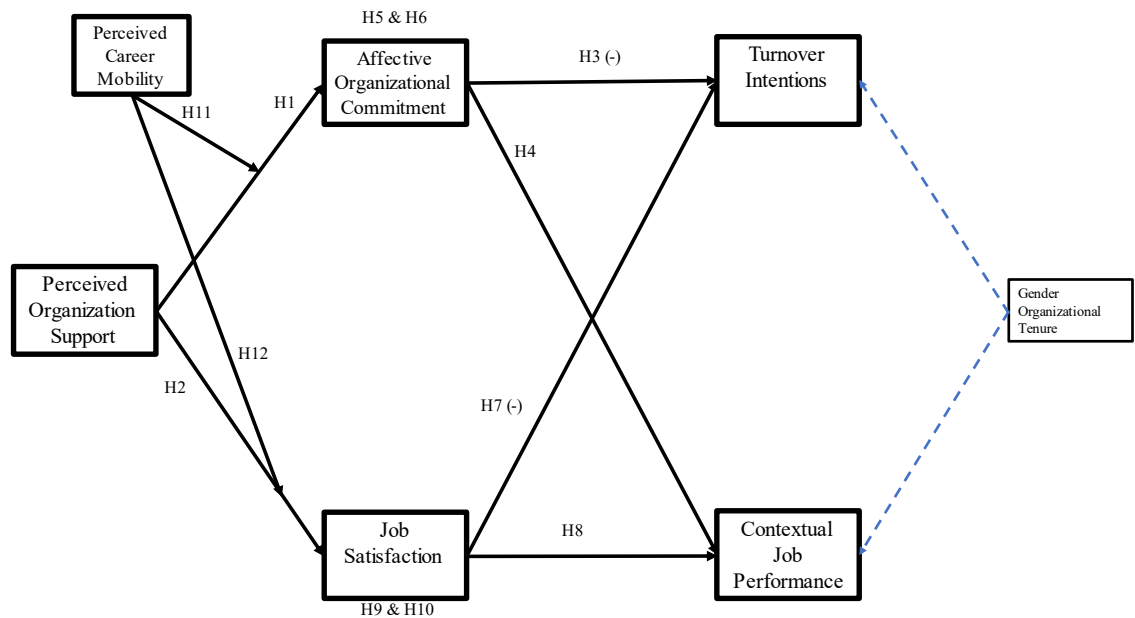 H5 & H6
Perceived
Career
Mobility
Affective
Organizational
Commitment
H3 (-)
Turnover
Intentions
H11
H1
H4
Perceived
Organization
Support
Gender
Organizational
Tenure
H12
H2
H7 (-)
Job
Satisfaction
H8
Contextual
Job
Performance
H9 & H10